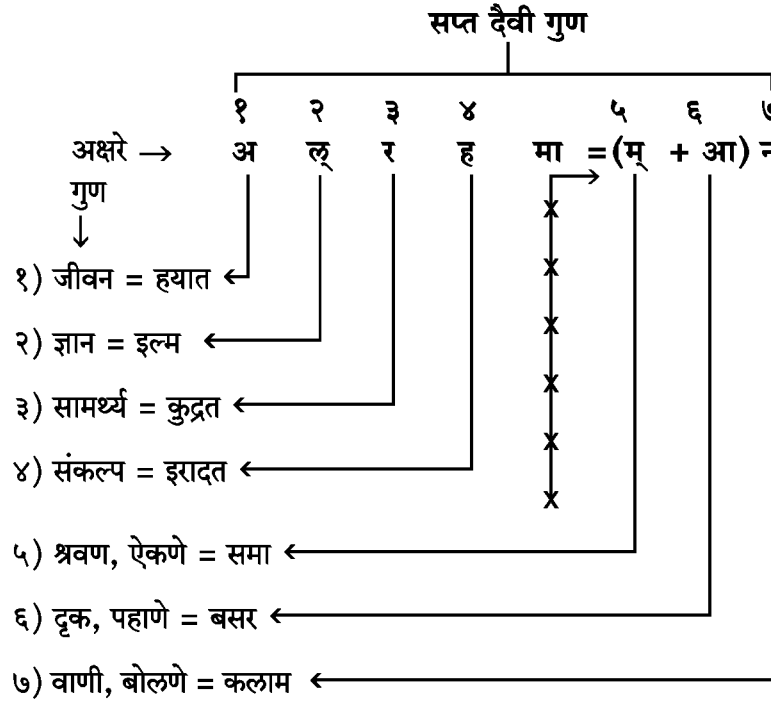 सप्त दैवी गुण
१ २ ३ ४ ५ ६ ७
अक्षरे → अ ल् र ह मा =(म् + आ) न
गुण
↓
१) जीवन = हयात ←
२) ज्ञान = इल्म ←
३) सामर्थ्य = कुद्रत ←
४) संकल्प = इरादत ←
५) श्रवण, ऐकणे = समा ←
६) दृक, पहाणे = बसर ←
७) वाणी, बोलणे = कलाम ←